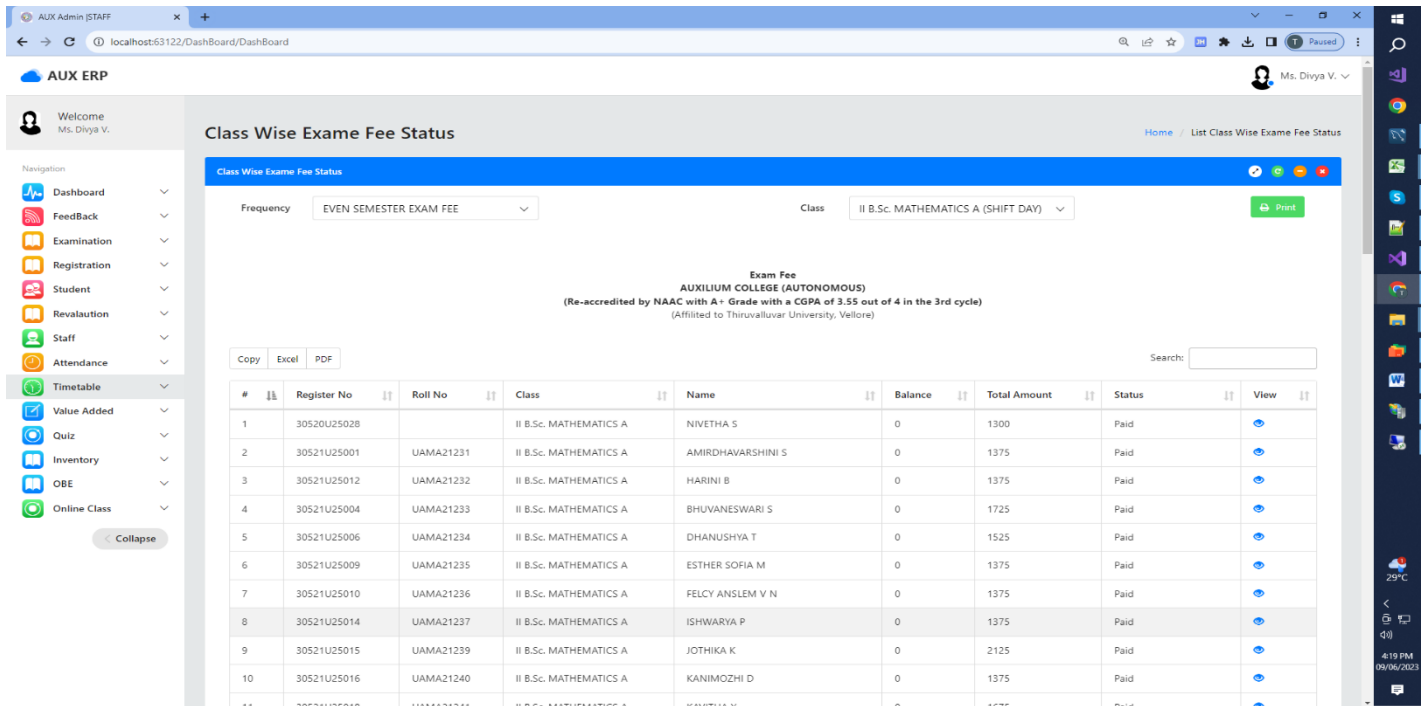 AUX Admin |STAFF
localhost:63122/DashBoard/DashBoard
Paused
AUX ERP
Ms. Divya V.
Welcome
Ms. Divya V.
Class Wise Exame Fee Status
Home / List Class Wise Exame Fee Status
Navigation
Dashboard
FeedBack
Examination
Registration
Student
Revalaution
Staff
Attendance
Timetable
Value Added
Quiz
Inventory
OBE
Online Class
Collapse
Class Wise Exame Fee Status
Frequency EVEN SEMESTER EXAM FEE Class II B.Sc. MATHEMATICS A (SHIFT DAY) Print
Exam Fee
AUXILIUM COLLEGE (AUTONOMOUS)
(Re-accredited by NAAC with A+ Grade with a CGPA of 3.55 out of 4 in the 3rd cycle)
(Affilited to Thiruvalluvar University, Vellore)
Copy Excel PDF Search:
# Register No Roll No Class Name Balance Total Amount Status View
1 30520U25028 II B.Sc. MATHEMATICS A NIVETHA S 0 1300 Paid
2 30521U25001 UAMA21231 II B.Sc. MATHEMATICS A AMIRDHAVARSHINI S 0 1375 Paid
3 30521U25012 UAMA21232 II B.Sc. MATHEMATICS A HARINI B 0 1375 Paid
4 30521U25004 UAMA21233 II B.Sc. MATHEMATICS A BHUVANESWARI S 0 1725 Paid
5 30521U25006 UAMA21234 II B.Sc. MATHEMATICS A DHANUSHYA T 0 1525 Paid
6 30521U25009 UAMA21235 II B.Sc. MATHEMATICS A ESTHER SOFIA M 0 1375 Paid
7 30521U25010 UAMA21236 II B.Sc. MATHEMATICS A FELCY ANSLEM V N 0 1375 Paid
8 30521U25014 UAMA21237 II B.Sc. MATHEMATICS A ISHWARYA P 0 1375 Paid
9 30521U25015 UAMA21239 II B.Sc. MATHEMATICS A JOTHIKA K 0 2125 Paid
10 30521U25016 UAMA21240 II B.Sc. MATHEMATICS A KANIMOZHI D 0 1375 Paid
29°C
4:19 PM
09/06/2023